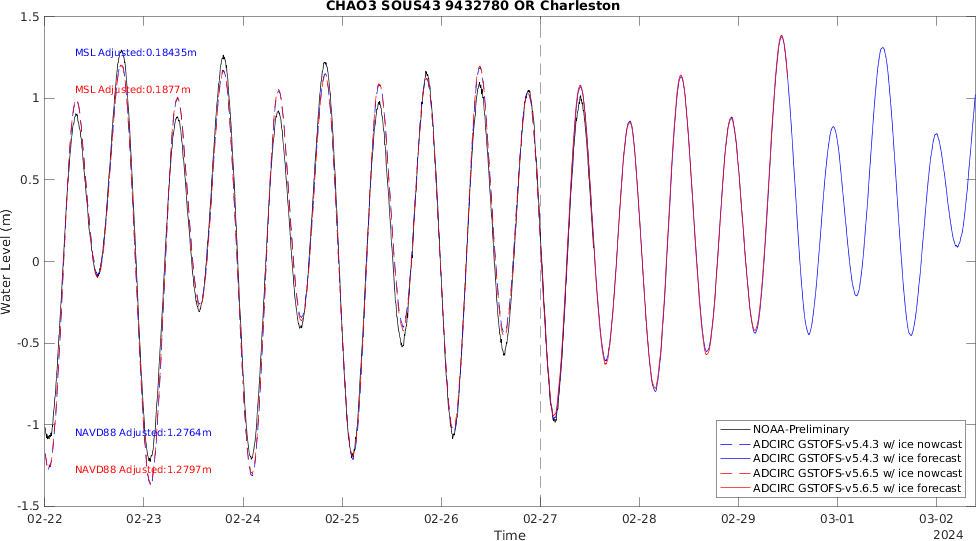 CHAO3 SOUS43 9432780 OR Charleston
1.5
MSL Adjusted:0.18435m
MSL Adjusted:0.1877m
1
0.5
Water Level (m)
0
-0.5
-1
NAVD88 Adjusted:1.2764m
NAVD88 Adjusted:1.2797m
-1.5
NOAA-Preliminary
ADCIRC GSTOFS-v5.4.3 w/ ice nowcast
ADCIRC GSTOFS-v5.4.3 w/ ice forecast
ADCIRC GSTOFS-v5.6.5 w/ ice nowcast
ADCIRC GSTOFS-v5.6.5 w/ ice forecast
02-22 02-23 02-24 02-25 02-26 02-27 02-28 02-29 03-01 03-02
Time
2024